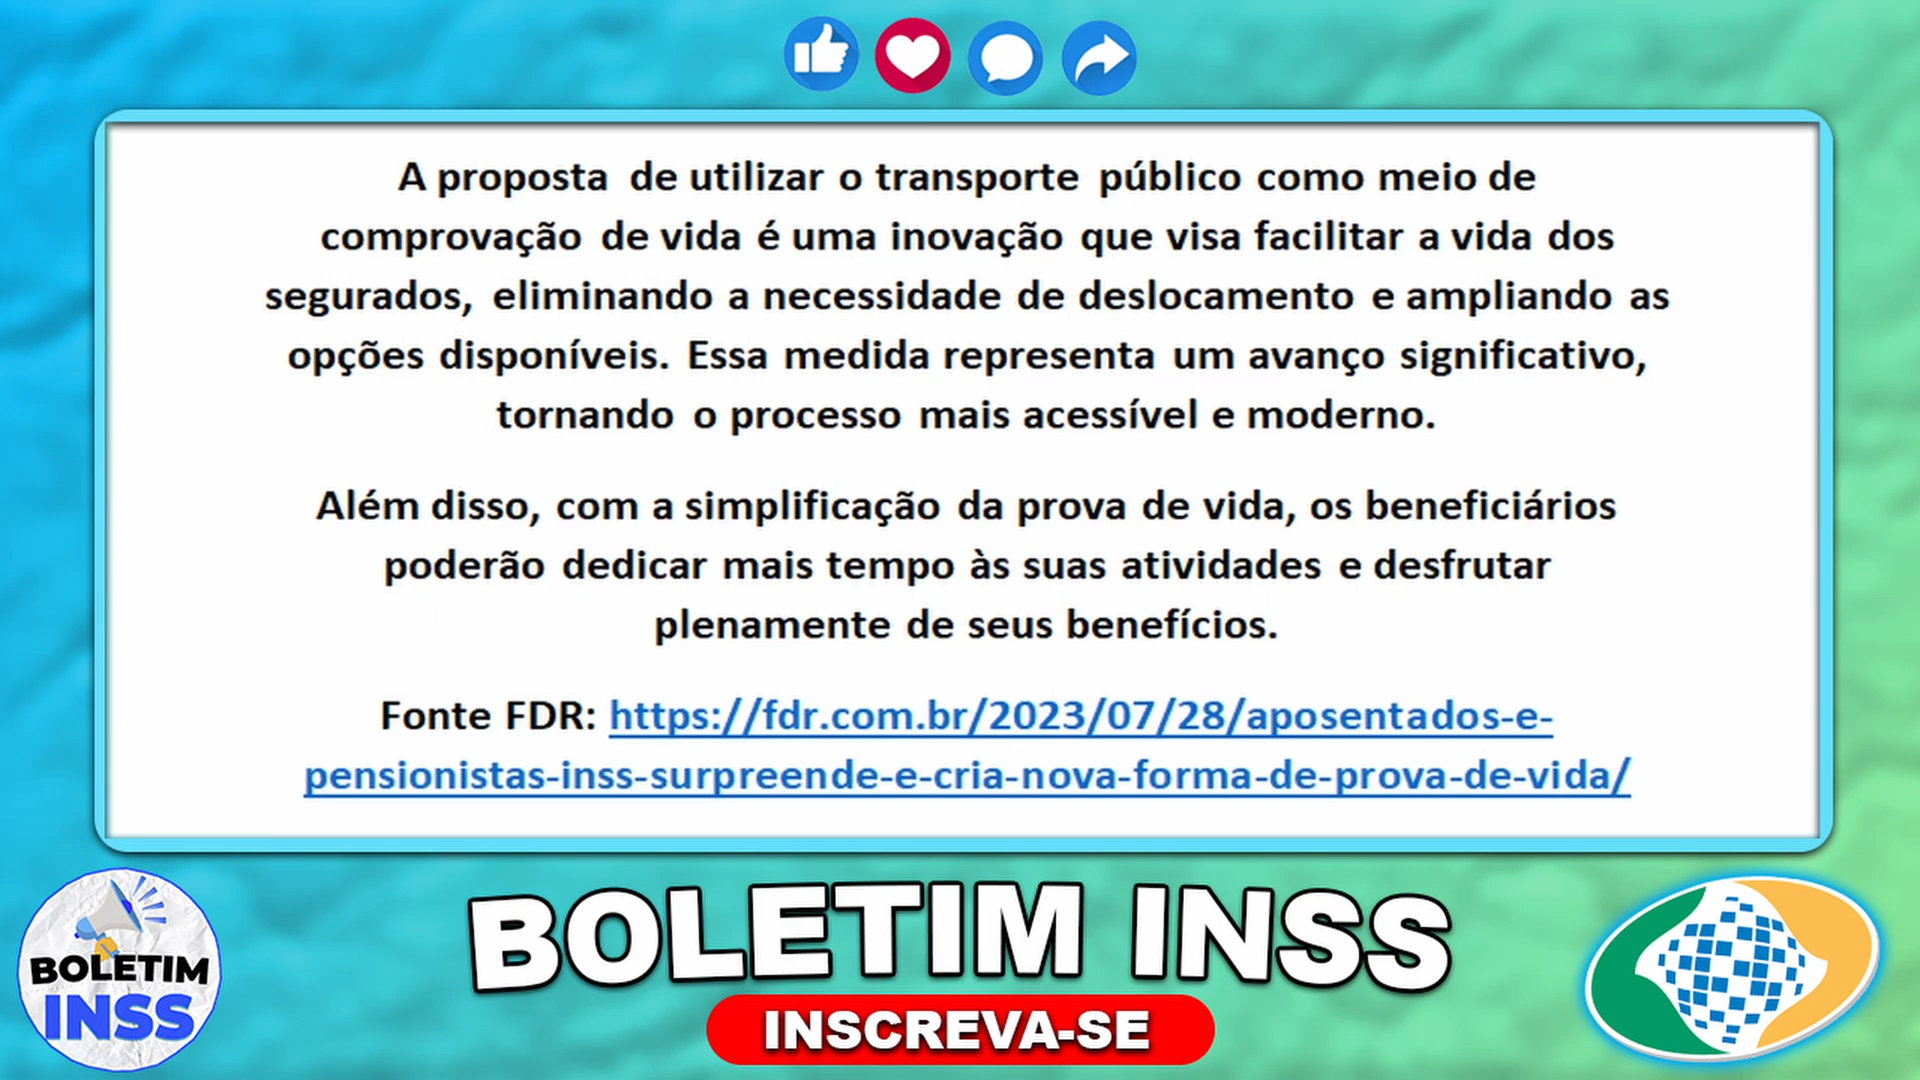 A proposta de utilizar o transporte público como meio de
comprovação de vida é uma inovação que visa facilitar a vida dos
segurados, eliminando a necessidade de deslocamento e ampliando as
opções disponíveis. Essa medida representa um avanço significativo,
tornando o processo mais acessível e moderno.
Além disso, com a simplificação da prova de vida, os beneficiários
poderão dedicar mais tempo às suas atividades e desfrutar
plenamente de seus benefícios.
Fonte FDR: https://fdr.com.br/2023/07/28/aposentados-e-
pensionistas-inss-surpreende-e-cria-nova-forma-de-prova-de-vida/
BOLETIM
INSS
BOLETIM INSS
INSCREVA-SE